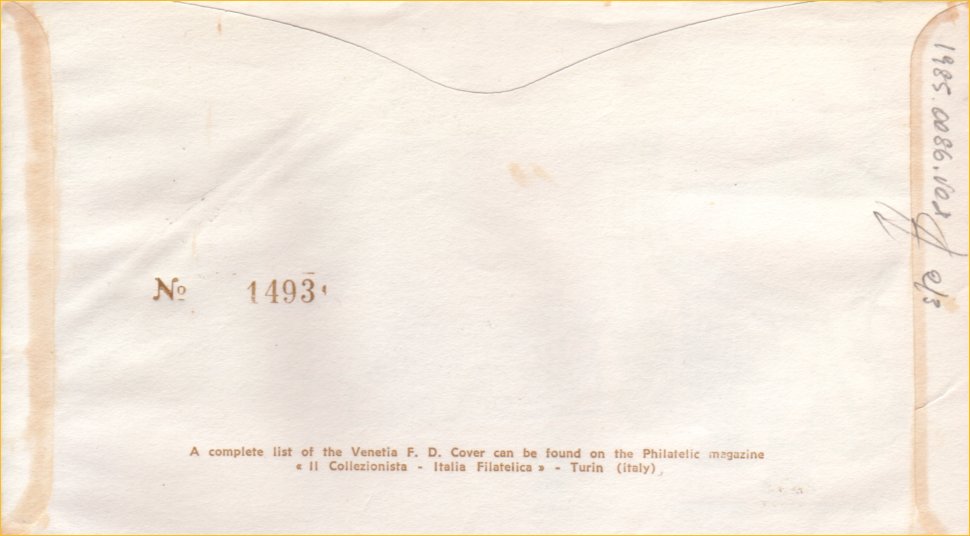 No 1493
A complete list of the Venetia F. D. Cover can be found on the Philatelic magazine
« Il Collezionista - Italia Filatelica » - Turin (italy)
1985.0086.